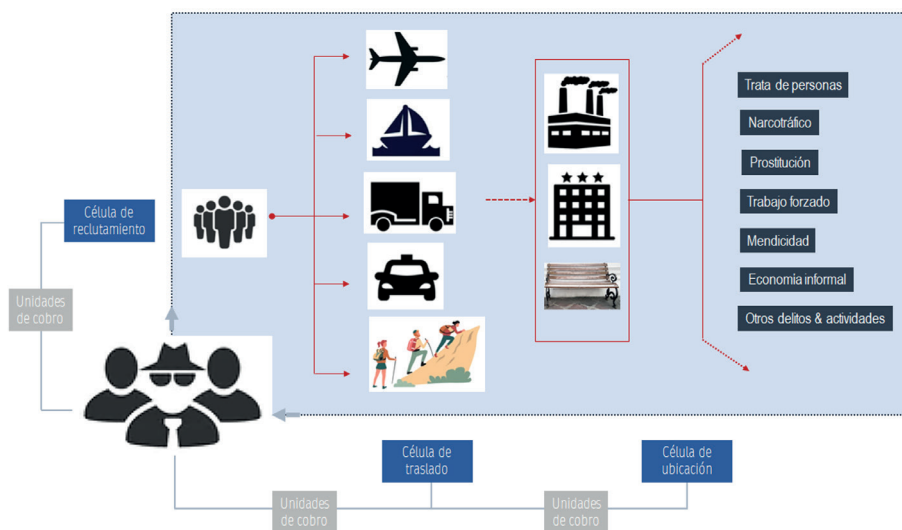 Trata de personas
Narcotráfico
Prostitución
Trabajo forzado
Mendicidad
Economía informal
Otros delitos & actividades
Célula de
reclutamiento
Unidades
de cobro
Célula de
traslado
Célula de
ubicación
Unidades
de cobro
Unidades
de cobro